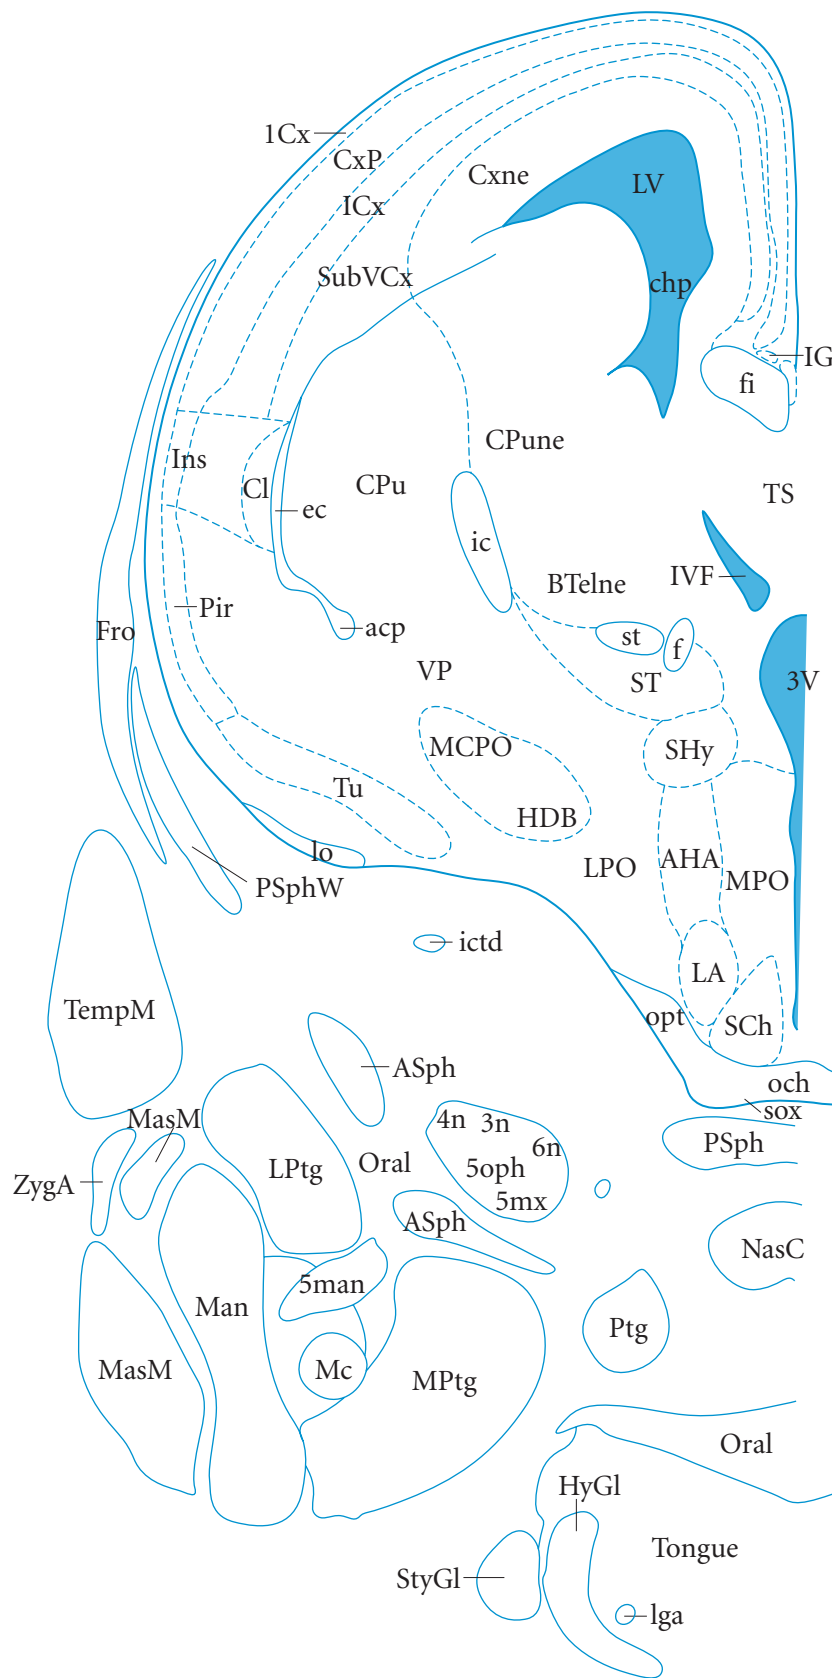 1Cx
CxP
Cxne
LV
ICx
SubVCx
chp
IG
fi
CPune
Ins
Cl
CPu
TS
ec
ic
IVF
BTelne
Pir
Fro
acp
st
f
VP
ST
3V
MCPO
SHy
Tu
HDB
lo
LPO
AHA
MPO
PSphW
ictd
LA
TempM
opt
SCh
ASph
och
sox
MasM
4n
3n
6n
PSph
ZygA
LPtg
Oral
5oph
5mx
ASph
NasC
5man
Man
Ptg
MasM
Mc
MPtg
Oral
HyGl
Tongue
StyGl
lga